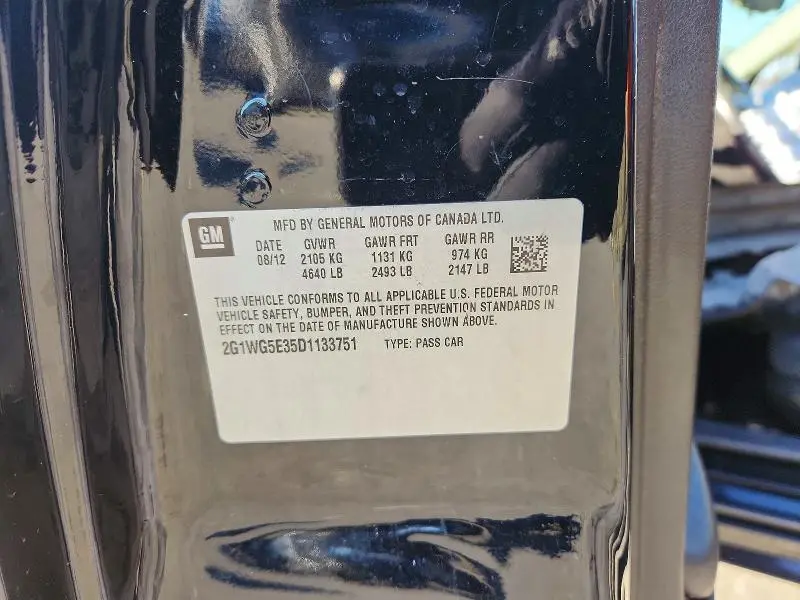 GM
MFD BY GENERAL MOTORS OF CANADA LTD.
DATE GVWR GAWR FRT GAWR RR
08/12 2105 KG 1131 KG 974 KG
4640 LB 2493 LB 2147 LB
THIS VEHICLE CONFORMS TO ALL APPLICABLE U.S. FEDERAL MOTOR
VEHICLE SAFETY, BUMPER, AND THEFT PREVENTION STANDARDS IN
EFFECT ON THE DATE OF MANUFACTURE SHOWN ABOVE.
2G1WG5E35D1133751 TYPE: PASS CAR